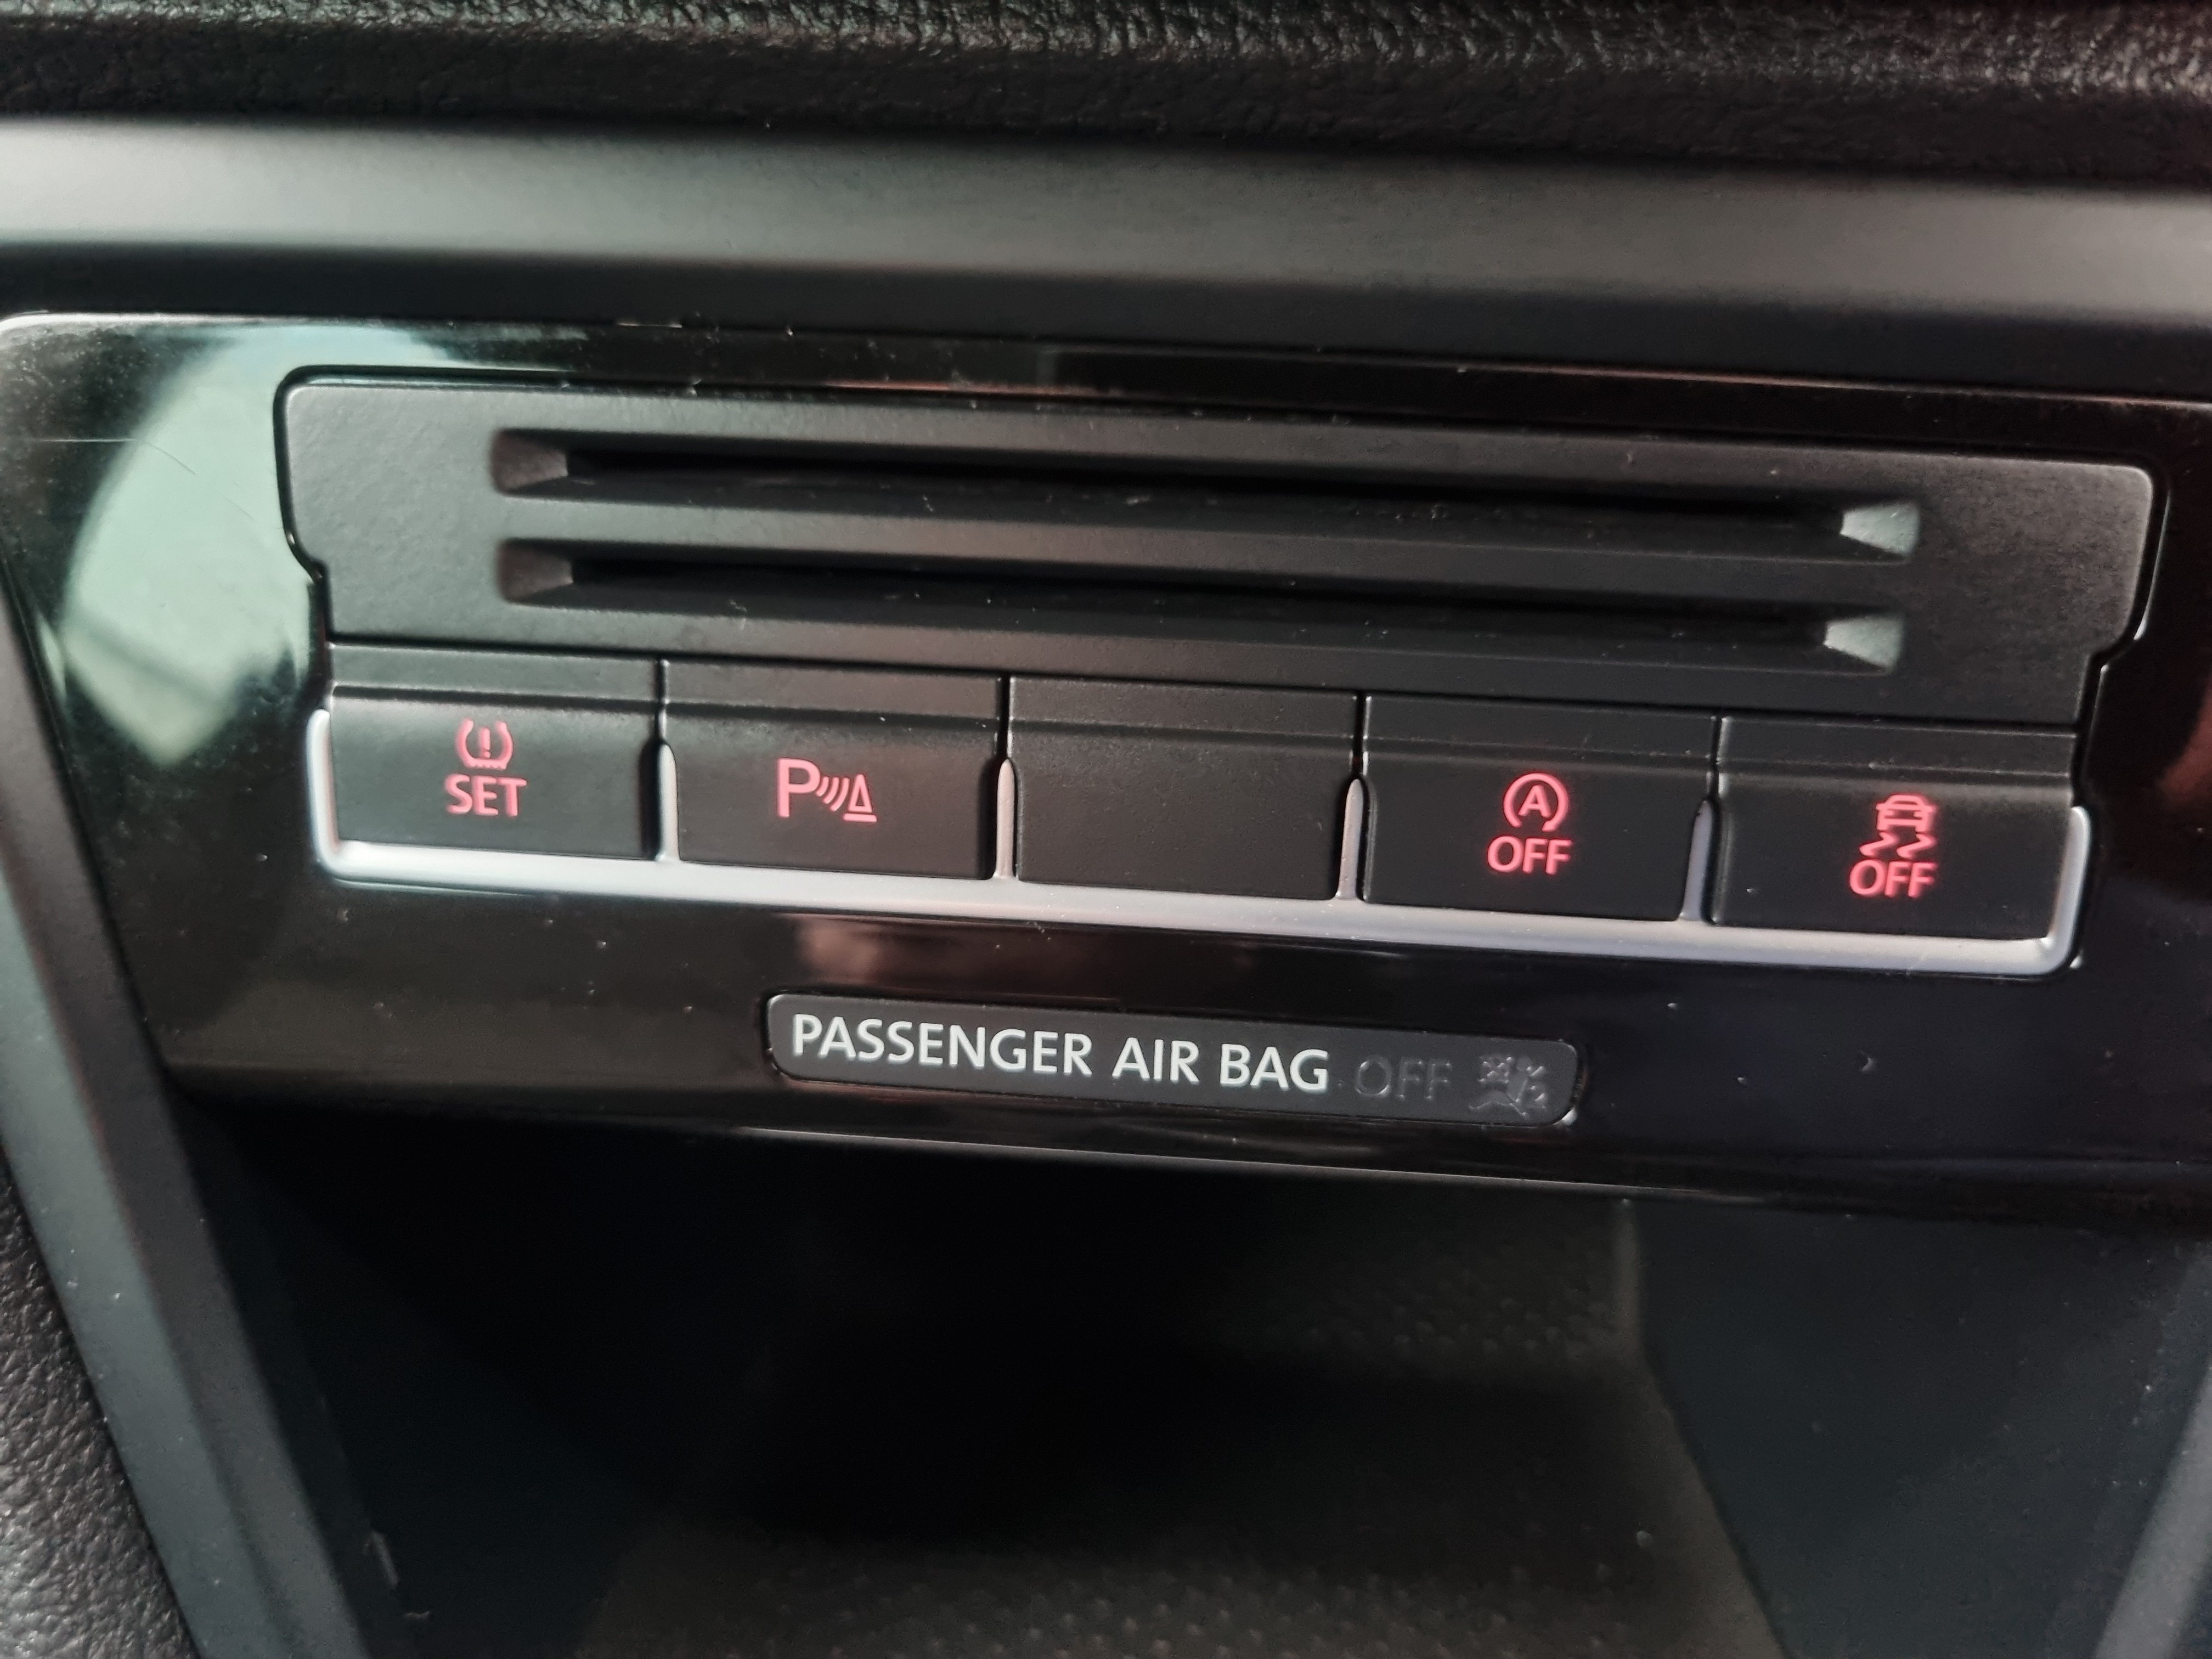 SET
P
A
OFF
OFF
PASSENGER AIR BAG OFF